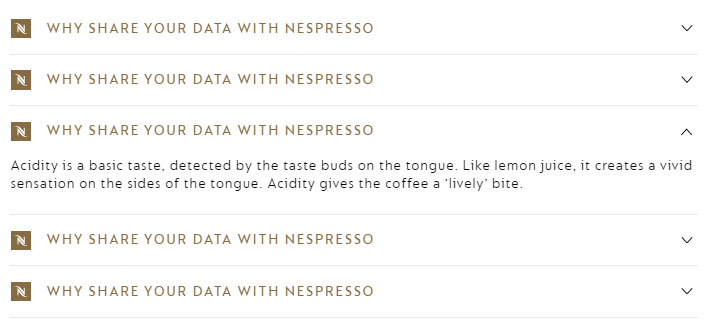 WHY SHARE YOUR DATA WITH NESPRESSO
WHY SHARE YOUR DATA WITH NESPRESSO
WHY SHARE YOUR DATA WITH NESPRESSO
Acidity is a basic taste, detected by the taste buds on the tongue. Like lemon juice, it creates a vivid
sensation on the sides of the tongue. Acidity gives the coffee a 'lively' bite.
WHY SHARE YOUR DATA WITH NESPRESSO
WHY SHARE YOUR DATA WITH NESPRESSO